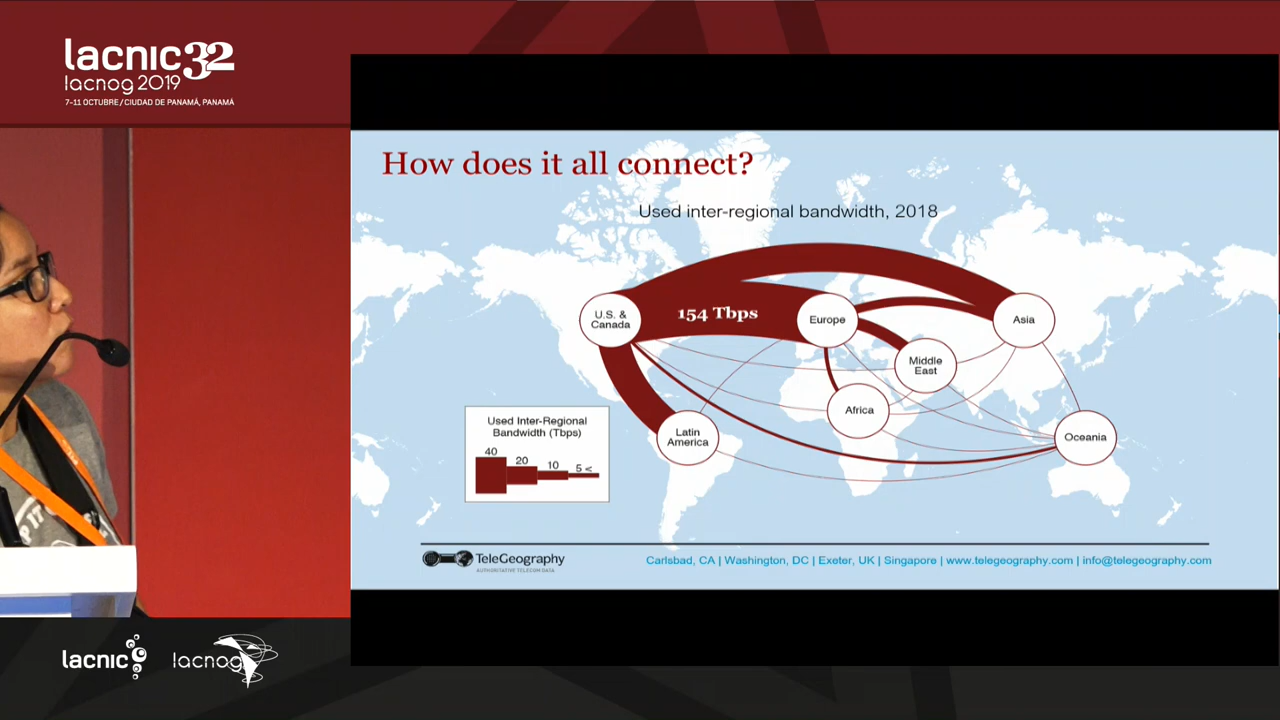 lacnic 32
lacnog 2019
7-11 OCTUBRE / CIUDAD DE PANAMÁ, PANAMÁ
How does it all connect?
Used inter-regional bandwidth, 2018
U.S. &
Canada
154 Tbps
Europe
Asia
Middle
East
Africa
Latin
America
Oceania
Used Inter-Regional
Bandwidth (Tbps)
40
20
10
5 <
TeleGeography
AUTHORITATIVE TELECOM DATA
Carlsbad, CA | Washington, DC | Exeter, UK | Singapore | www.telegeography.com | info@telegeography.com
lacnic
lacnog